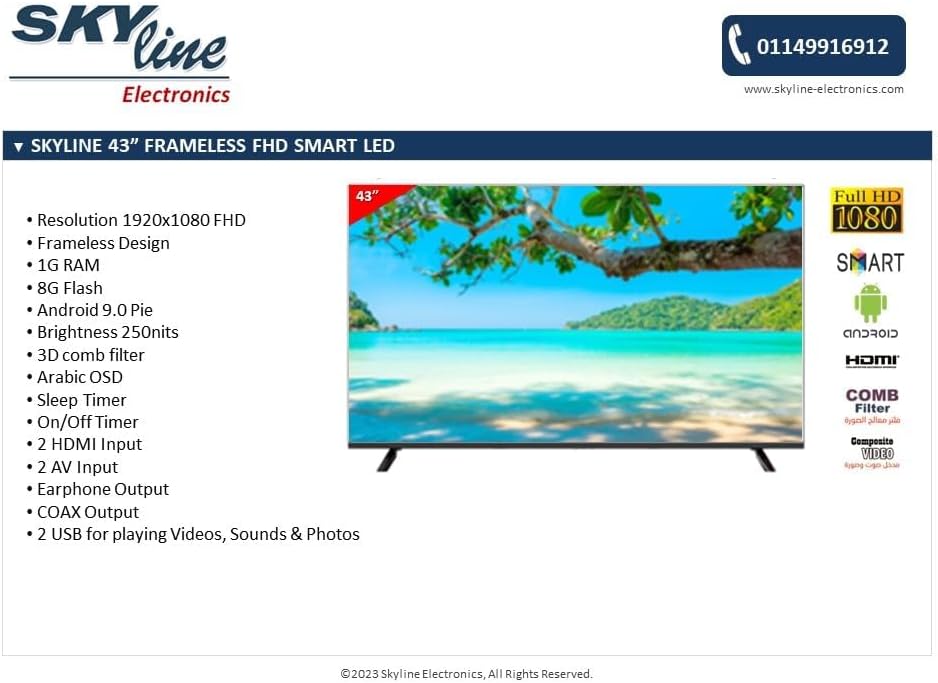 SKYline
Electronics
01149916912
www.skyline-electronics.com
▼ SKYLINE 43” FRAMELESS FHD SMART LED
43”
• Resolution 1920x1080 FHD
• Frameless Design
• 1G RAM
• 8G Flash
• Android 9.0 Pie
• Brightness 250nits
• 3D comb filter
• Arabic OSD
• Sleep Timer
• On/Off Timer
• 2 HDMI Input
• 2 AV Input
• Earphone Output
• COAX Output
• 2 USB for playing Videos, Sounds & Photos
Full HD
1080
SMART
ANDROID
HDMI
COMB
Filter
فلتر معالج الصورة
Composite
VIDEO
مدخل صوت وصورة
©2023 Skyline Electronics, All Rights Reserved.